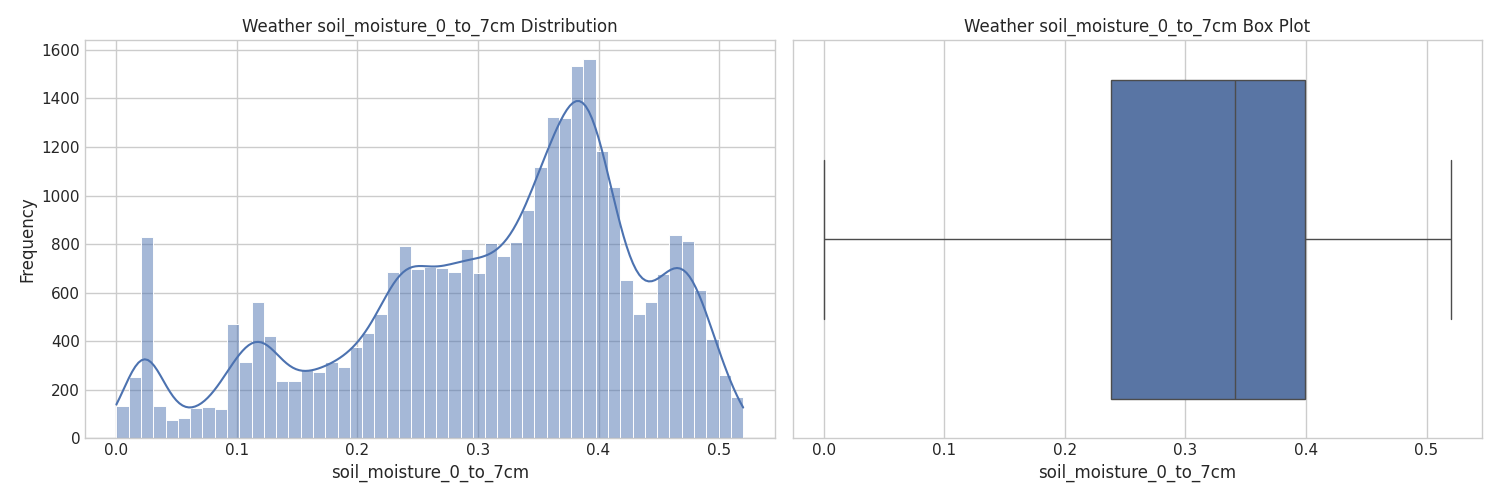 Weather soil_moisture_0_to_7cm Distribution
1600
1400
1200
1000
800
600
400
200
0
Frequency
0.0 0.1 0.2 0.3 0.4 0.5
soil_moisture_0_to_7cm
Weather soil_moisture_0_to_7cm Box Plot
0.0 0.1 0.2 0.3 0.4 0.5
soil_moisture_0_to_7cm